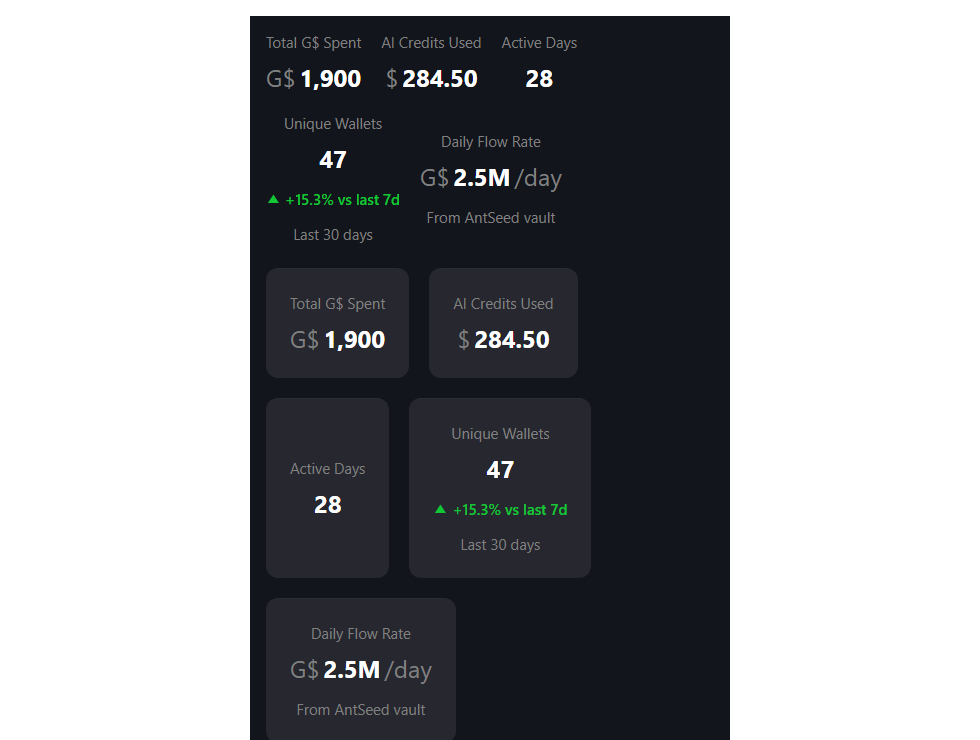 Total G$ Spent AI Credits Used Active Days
G$ 1,900 $ 284.50 28
Unique Wallets
47
▲ +15.3% vs last 7d
Last 30 days
Daily Flow Rate
G$ 2.5M /day
From AntSeed vault
Total G$ Spent
G$ 1,900
AI Credits Used
$ 284.50
Active Days
28
Unique Wallets
47
▲ +15.3% vs last 7d
Last 30 days
Daily Flow Rate
G$ 2.5M /day
From AntSeed vault